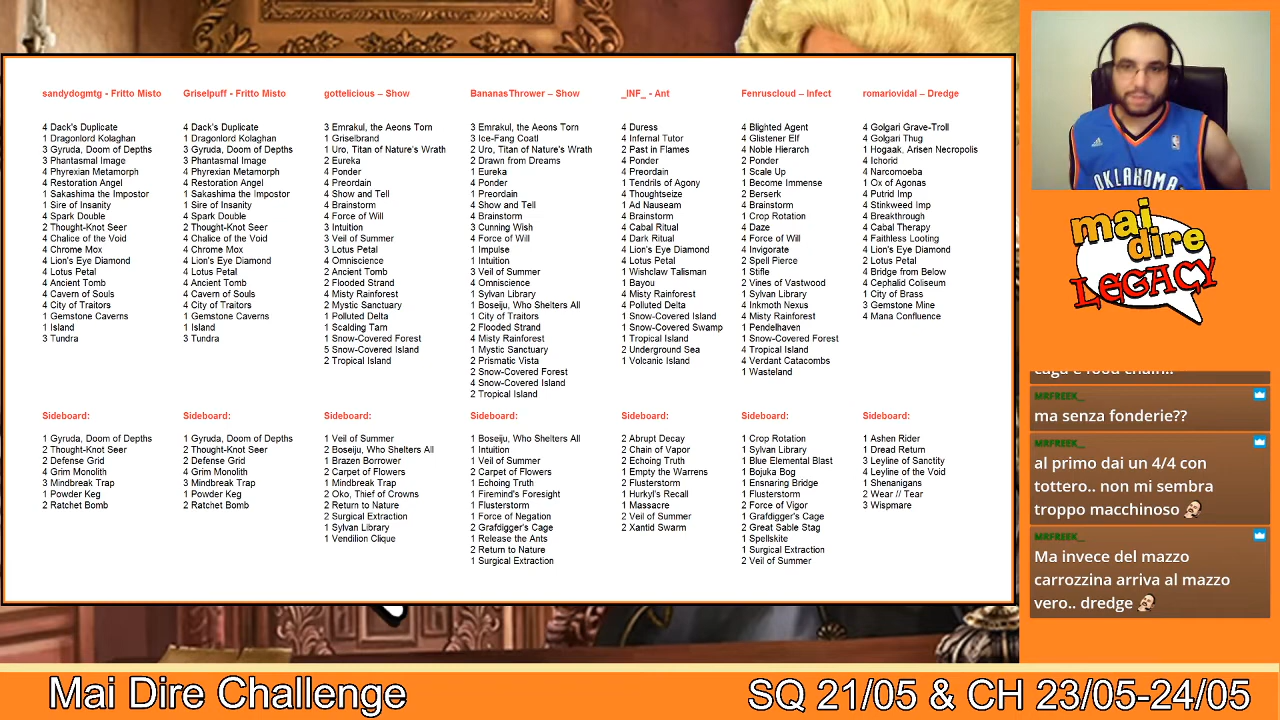 sandydogmtg - Fritto Misto
4 Dack's Duplicate
1 Dragonlord Kolaghan
3 Gyruda, Doom of Depths
3 Phantasmal Image
4 Phyrexian Metamorph
4 Restoration Angel
1 Sakashima the Impostor
1 Sire of Insanity
4 Spark Double
2 Thought-Knot Seer
4 Chalice of the Void
4 Chrome Mox
4 Lion's Eye Diamond
4 Lotus Petal
4 Ancient Tomb
4 Cavern of Souls
4 City of Traitors
1 Gemstone Caverns
1 Island
3 Tundra
Sideboard:
1 Gyruda, Doom of Depths
2 Thought-Knot Seer
2 Defense Grid
4 Grim Monolith
3 Mindbreak Trap
1 Powder Keg
2 Ratchet Bomb
Griselpuff - Fritto Misto
4 Dack's Duplicate
1 Dragonlord Kolaghan
3 Gyruda, Doom of Depths
3 Phantasmal Image
4 Phyrexian Metamorph
4 Restoration Angel
1 Sakashima the Impostor
1 Sire of Insanity
4 Spark Double
2 Thought-Knot Seer
4 Chalice of the Void
4 Chrome Mox
4 Lion's Eye Diamond
4 Lotus Petal
4 Ancient Tomb
4 Cavern of Souls
4 City of Traitors
1 Gemstone Caverns
1 Island
3 Tundra
Sideboard:
1 Gyruda, Doom of Depths
2 Thought-Knot Seer
2 Defense Grid
4 Grim Monolith
3 Mindbreak Trap
1 Powder Keg
2 Ratchet Bomb
gottelicious – Show
3 Emrakul, the Aeons Torn
1 Griselbrand
1 Uro, Titan of Nature's Wrath
2 Eureka
4 Ponder
4 Preordain
4 Show and Tell
4 Brainstorm
4 Force of Will
3 Intuition
3 Veil of Summer
3 Lotus Petal
4 Omniscience
2 Ancient Tomb
2 Flooded Strand
4 Misty Rainforest
2 Mystic Sanctuary
1 Polluted Delta
1 Scalding Tarn
1 Snow-Covered Forest
5 Snow-Covered Island
2 Tropical Island
Sideboard:
1 Veil of Summer
2 Boseiju, Who Shelters All
1 Brazen Borrower
2 Carpet of Flowers
1 Mindbreak Trap
2 Oko, Thief of Crowns
2 Return to Nature
2 Surgical Extraction
1 Sylvan Library
1 Vendilion Clique
BananasThrower – Show
3 Emrakul, the Aeons Torn
3 Ice-Fang Coatl
2 Uro, Titan of Nature's Wrath
2 Drawn from Dreams
1 Eureka
4 Ponder
1 Preordain
4 Show and Tell
4 Brainstorm
3 Cunning Wish
4 Force of Will
1 Impulse
1 Intuition
3 Veil of Summer
4 Omniscience
1 Sylvan Library
1 Boseiju, Who Shelters All
1 City of Traitors
2 Flooded Strand
4 Misty Rainforest
1 Mystic Sanctuary
2 Prismatic Vista
2 Snow-Covered Forest
4 Snow-Covered Island
2 Tropical Island
Sideboard:
1 Boseiju, Who Shelters All
1 Intuition
1 Veil of Summer
2 Carpet of Flowers
1 Echoing Truth
1 Firemind's Foresight
1 Flusterstorm
1 Force of Negation
2 Grafdigger's Cage
1 Release the Ants
2 Return to Nature
1 Surgical Extraction
_INF_ - Ant
4 Duress
4 Infernal Tutor
2 Past in Flames
4 Ponder
4 Preordain
1 Tendrils of Agony
4 Thoughtseize
1 Ad Nauseam
4 Brainstorm
4 Cabal Ritual
4 Dark Ritual
4 Lion's Eye Diamond
4 Lotus Petal
1 Wishclaw Talisman
1 Bayou
4 Misty Rainforest
4 Polluted Delta
1 Snow-Covered Island
1 Snow-Covered Swamp
1 Tropical Island
2 Underground Sea
1 Volcanic Island
Sideboard:
2 Abrupt Decay
2 Chain of Vapor
2 Echoing Truth
1 Empty the Warrens
2 Flusterstorm
1 Hurkyl's Recall
1 Massacre
2 Veil of Summer
2 Xantid Swarm
Fenruscloud – Infect
4 Blighted Agent
4 Glistener Elf
4 Noble Hierarch
2 Ponder
1 Scale Up
1 Become Immense
2 Berserk
4 Brainstorm
1 Crop Rotation
4 Daze
4 Force of Will
4 Invigorate
2 Spell Pierce
1 Stifle
2 Vines of Vastwood
1 Sylvan Library
4 Inkmoth Nexus
4 Misty Rainforest
1 Pendelhaven
1 Snow-Covered Forest
4 Tropical Island
4 Verdant Catacombs
1 Wasteland
Sideboard:
1 Crop Rotation
1 Sylvan Library
1 Blue Elemental Blast
1 Bojuka Bog
1 Ensnaring Bridge
1 Flusterstorm
2 Force of Vigor
1 Grafdigger's Cage
2 Great Sable Stag
1 Spellskite
1 Surgical Extraction
2 Veil of Summer
romariovidal – Dredge
4 Golgari Grave-Troll
4 Golgari Thug
1 Hogaak, Arisen Necropolis
4 Ichorid
4 Narcomoeba
1 Ox of Agonas
4 Putrid Imp
4 Stinkweed Imp
4 Breakthrough
4 Cabal Therapy
4 Faithless Looting
4 Lion's Eye Diamond
2 Lotus Petal
4 Bridge from Below
4 Cephalid Coliseum
1 City of Brass
3 Gemstone Mine
4 Mana Confluence
Sideboard:
1 Ashen Rider
1 Dread Return
3 Leyline of Sanctity
4 Leyline of the Void
1 Shenanigans
2 Wear // Tear
3 Wispmare
OKLAHOMA
mai
dire
LEGACY
MRFREEK_
ma senza fonderie??
MRFREEK_
al primo dai un 4/4 con
tottero.. non mi sembra
troppo macchinoso
MRFREEK_
Ma invece del mazzo
carrozzina arriva al mazzo
vero.. dredge
Mai Dire Challenge
SQ 21/05 & CH 23/05-24/05